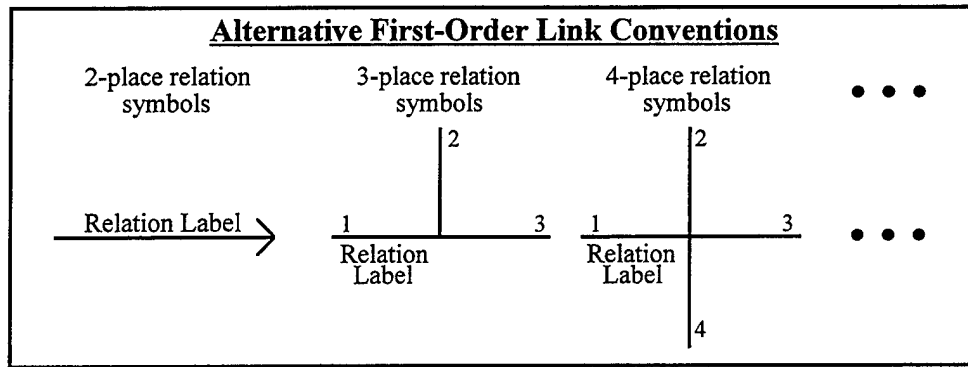 Alternative First-Order Link Conventions
2-place relation
symbols
3-place relation
symbols
4-place relation
symbols
• • •
Relation Label
1
2
3
Relation
Label
1
2
3
4
Relation
Label
• • •